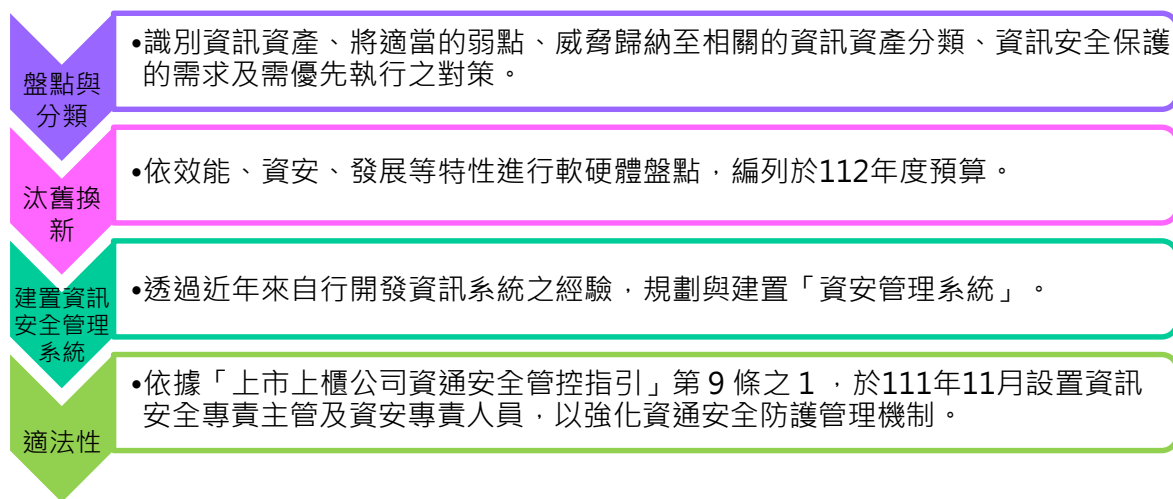 盤點與
分類
•識別資訊資產、將適當的弱點、威脅歸納至相關的資訊資產分類、資訊安全保護
的需求及需優先執行之對策。
汰舊換
新
•依效能、資安、發展等特性進行軟硬體盤點，編列於112年度預算。
建置資訊
安全管理
系統
•透過近年來自行開發資訊系統之經驗，規劃與建置「資安管理系統」。
適法性
•依據「上市上櫃公司資通安全管控指引」第 9 條之 1 ，於111年11月設置資訊
安全專責主管及資安專責人員，以強化資通安全防護管理機制。